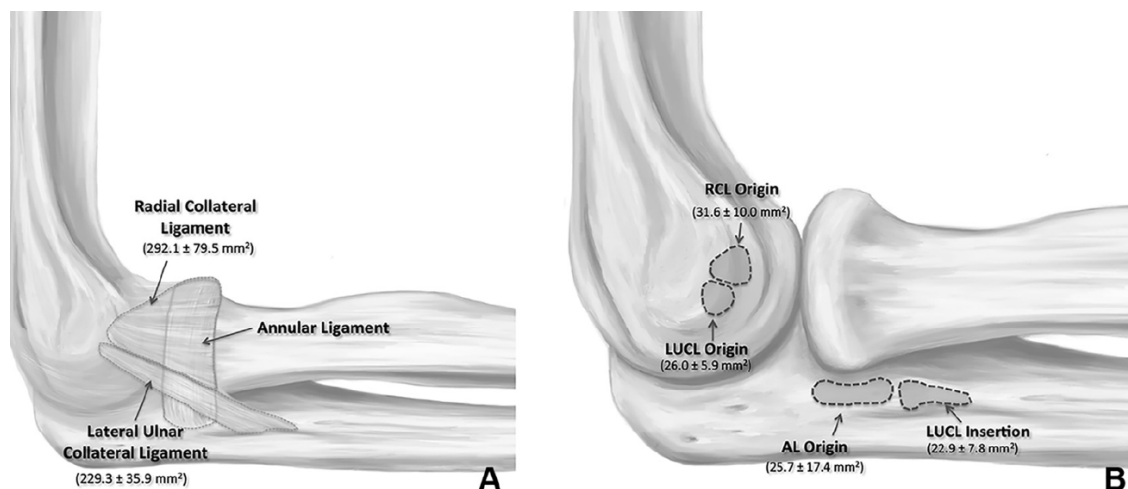 Radial Collateral
Ligament
(292.1 ± 79.5 mm²)
Annular Ligament
Lateral Ulnar
Collateral Ligament
(229.3 ± 35.9 mm²)
A
RCL Origin
(31.6 ± 10.0 mm²)
LUCL Origin
(26.0 ± 5.9 mm²)
AL Origin
(25.7 ± 17.4 mm²)
LUCL Insertion
(22.9 ± 7.8 mm²)
B